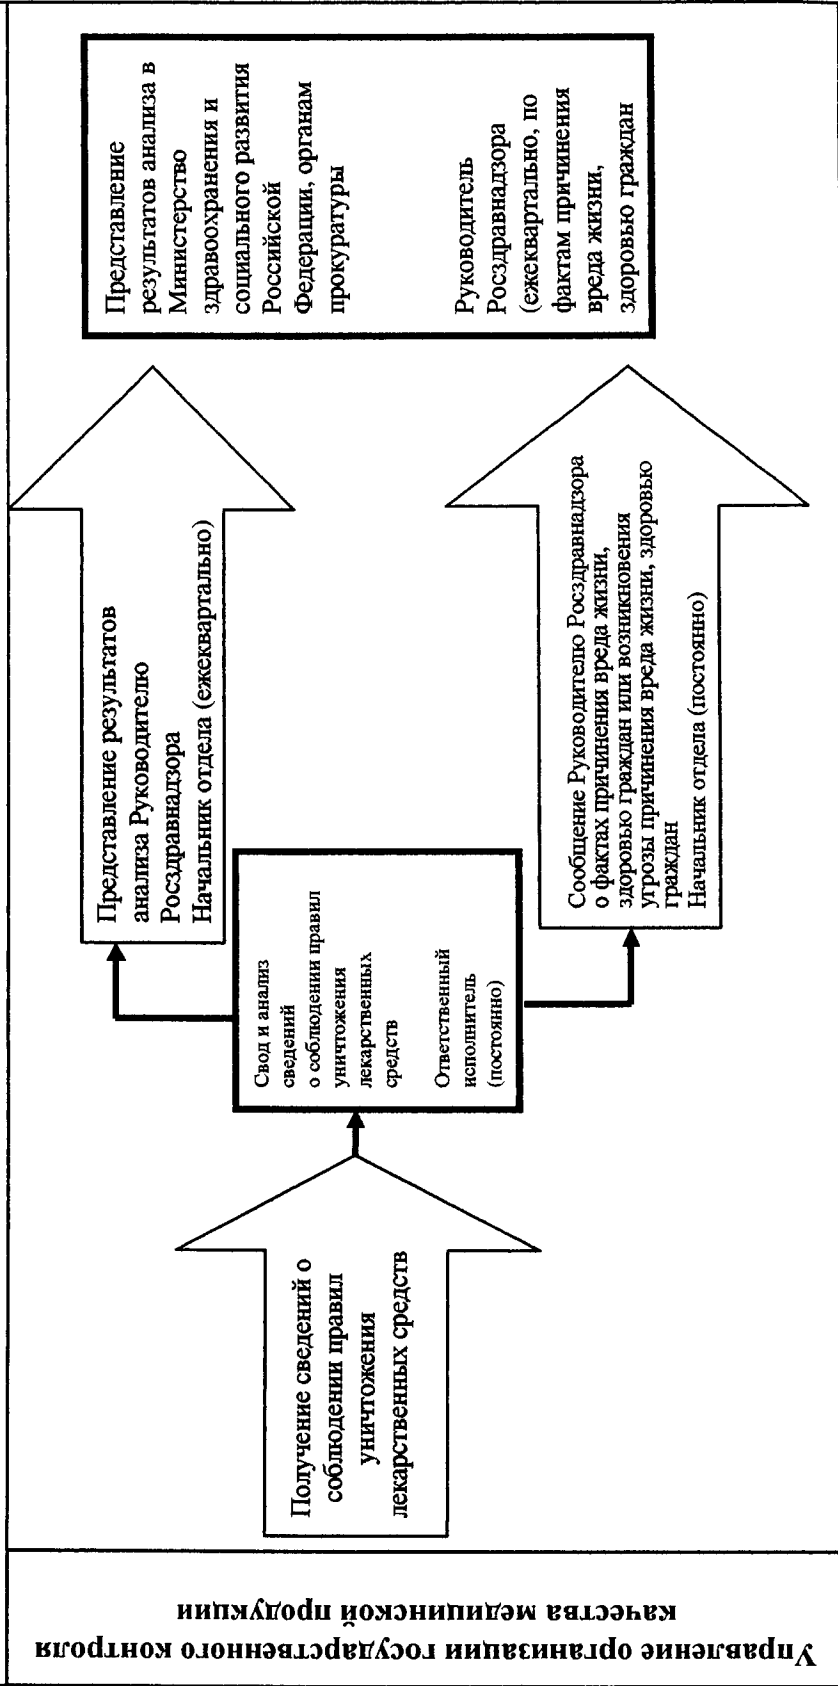 Управление организации государственного контроля
качества медицинской продукции
Получение сведений о
соблюдении правил
уничтожения
лекарственных средств
Свод и анализ
сведений
о соблюдении правил
уничтожения
лекарственных
средств
Ответственный
исполнитель
(постоянно)
Представление результатов
анализа Руководителю
Росздравнадзора
Начальник отдела (ежеквартально)
Сообщение Руководителю Росздравнадзора
о фактах причинения вреда жизни,
здоровью граждан или возникновения
угрозы причинения вреда жизни, здоровью
граждан
Начальник отдела (постоянно)
Представление
результатов анализа в
Министерство
здравоохранения и
социального развития
Российской
Федерации, органам
прокуратуры
Руководитель
Росздравнадзора
(ежеквартально, по
фактам причинения
вреда жизни,
здоровью граждан